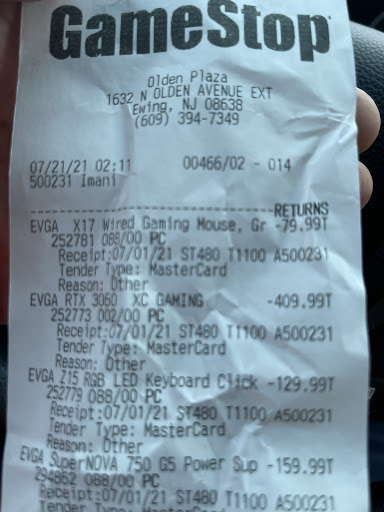 GameStop
Olden Plaza
1632 N OLDEN AVENUE EXT
Ewing, NJ 08638
(609) 394-7349
07/21/21 02:11 00466/02 - 014
500231 Imani
RETURNS
EVGA X17 Wired Gaming Mouse, Gr -79.99T
252781 088/00 PC
Receipt:07/01/21 ST480 T1100 A500231
Tender Type: MasterCard
Reason: Other
EVGA RTX 3060 XC GAMING -409.99T
252773 002/00 PC
Receipt:07/01/21 ST480 T1100 A500231
Tender Type: MasterCard
Reason: Other
EVGA Z15 RGB LED Keyboard Click -129.99T
252779 088/00 PC
Receipt:07/01/21 ST480 T1100 A500231
Tender Type: MasterCard
Reason: Other
EVGA SuperNOVA 750 G5 Power Sup -159.99T
294862 088/00 PC
Receipt:07/01/21 ST480 T1100 A500231
Tender Type: MasterCard